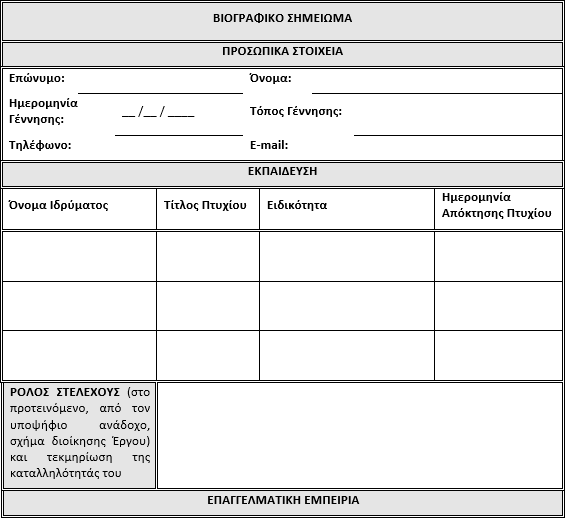 ΒΙΟΓΡΑΦΙΚΟ ΣΗΜΕΙΩΜΑ
ΠΡΟΣΩΠΙΚΑ ΣΤΟΙΧΕΙΑ
Επώνυμο: Όνομα:
Ημερομηνία
Γέννησης: __ /__ / ____ Τόπος Γέννησης:
Τηλέφωνο: E-mail:
ΕΚΠΑΙΔΕΥΣΗ
Όνομα Ιδρύματος Τίτλος Πτυχίου Ειδικότητα Ημερομηνία
Απόκτησης Πτυχίου
ΡΟΛΟΣ ΣΤΕΛΕΧΟΥΣ (στο
προτεινόμενο, από τον
υποψήφιο ανάδοχο,
σχήμα διοίκησης Έργου)
και τεκμηρίωση της
καταλληλότητάς του
ΕΠΑΓΓΕΛΜΑΤΙΚΗ ΕΜΠΕΙΡΙΑ